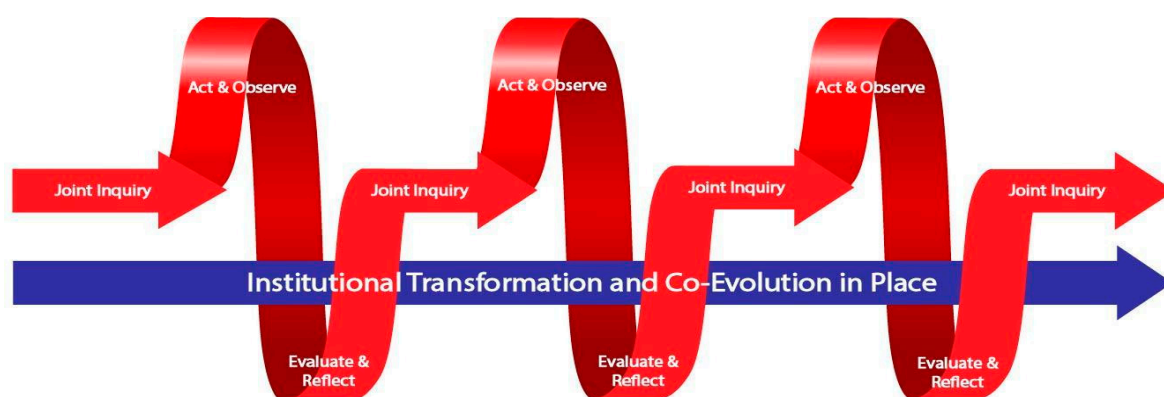 Act & Observe
Act & Observe
Act & Observe
Joint Inquiry
Joint Inquiry
Joint Inquiry
Joint Inquiry
Institutional Transformation and Co-Evolution in Place
Evaluate &
Reflect
Evaluate &
Reflect
Evaluate &
Reflect